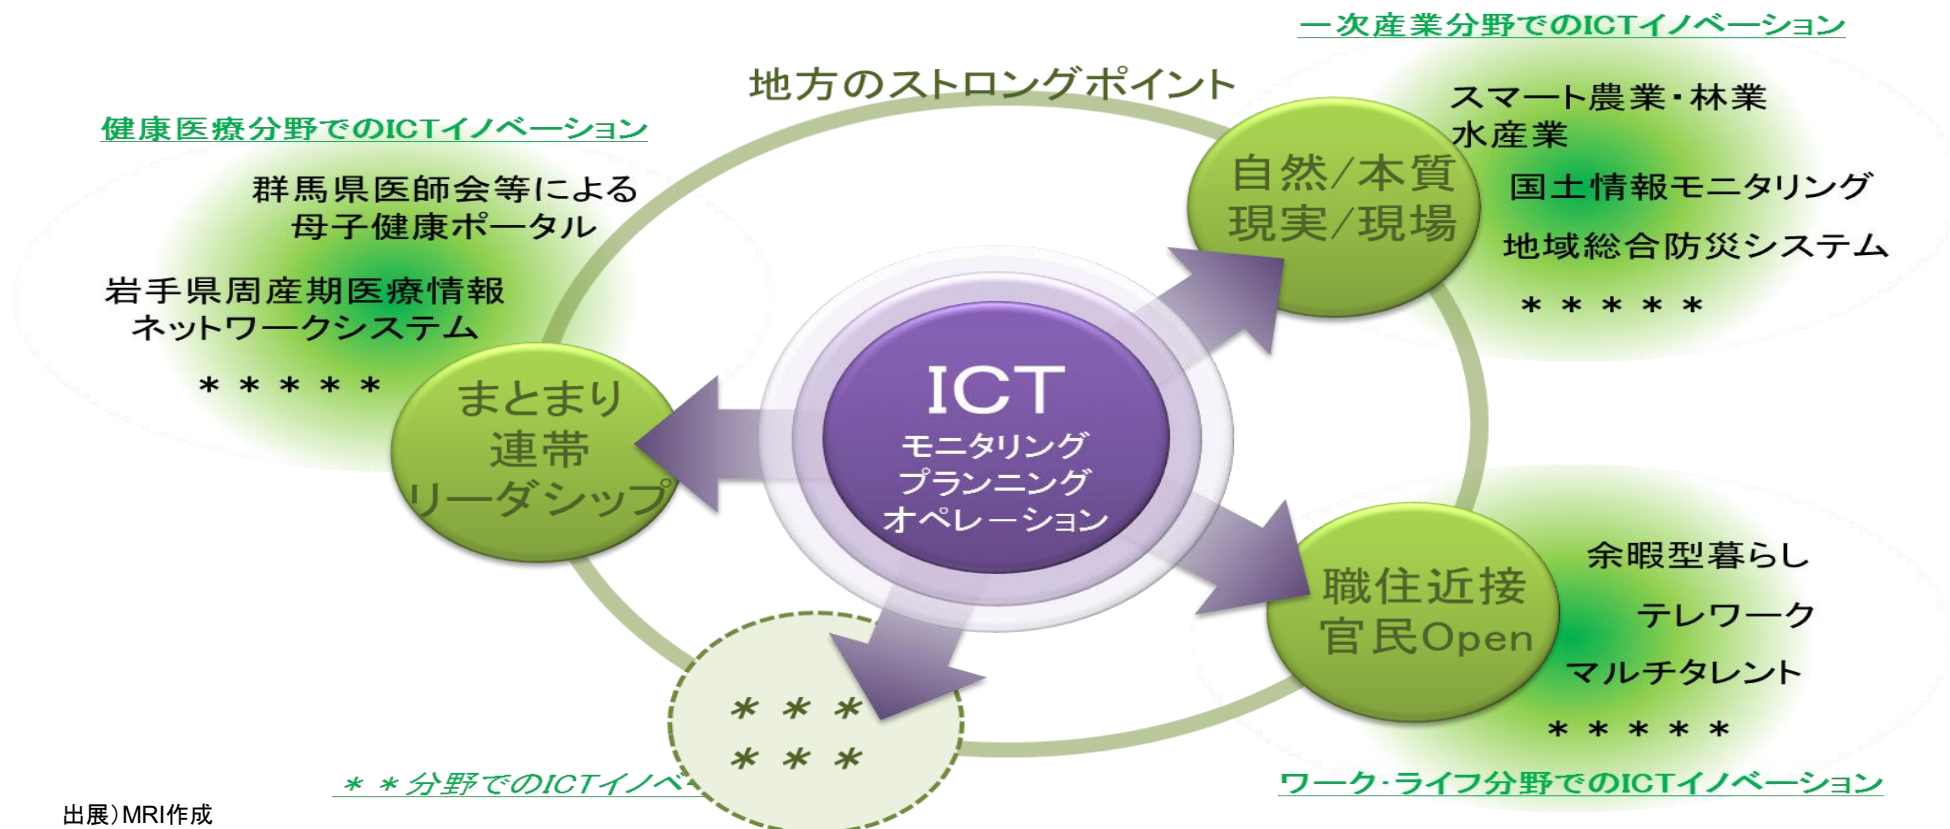 一次産業分野でのICTイノベーション
地方のストロングポイント
スマート農業・林業
水産業
国土情報モニタリング
地域総合防災システム
*****
自然/本質
現実/現場
健康医療分野でのICTイノベーション
群馬県医師会等による
母子健康ポータル
岩手県周産期医療情報
ネットワークシステム
*****
まとまり
連帯
リーダシップ
ICT
モニタリング
プランニング
オペレーション
職住近接
官民Open
余暇型暮らし
テレワーク
マルチタレント
*****
ワーク・ライフ分野でのICTイノベーション
***
***
**分野でのICTイノベ
出展)MRI作成